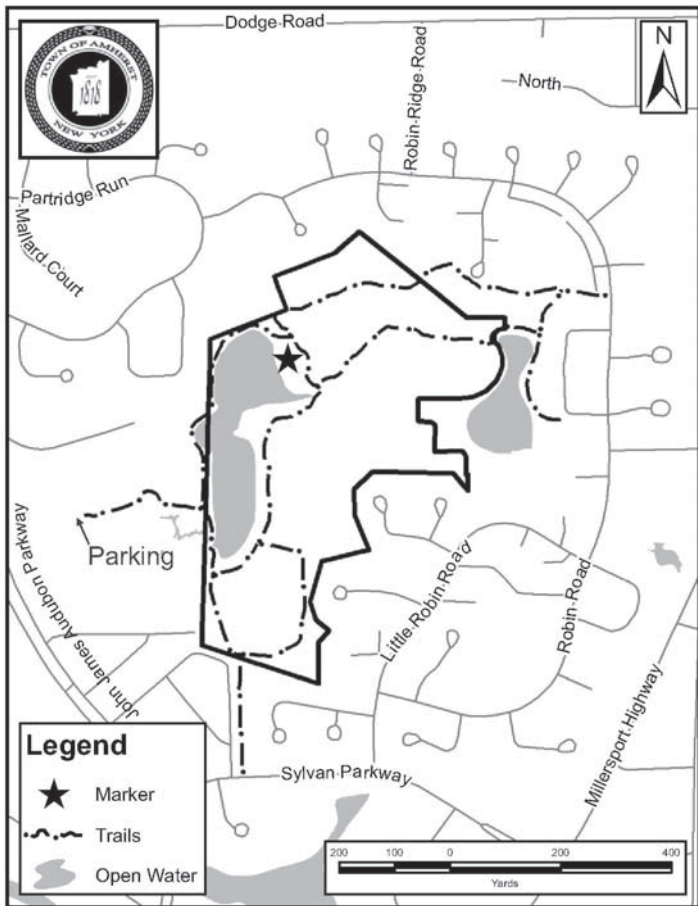 Dodge Road
TOWN OF AMHERST
1818
NEW YORK
N
North
Robin Ridge Road
Partridge Run
Mallard Court
Parking
John James Audubon Parkway
Little Robin Road
Robin Road
Millersport Highway
Sylvan Parkway
Legend
Marker
Trails
Open Water
200 100 0 200 400
Yards